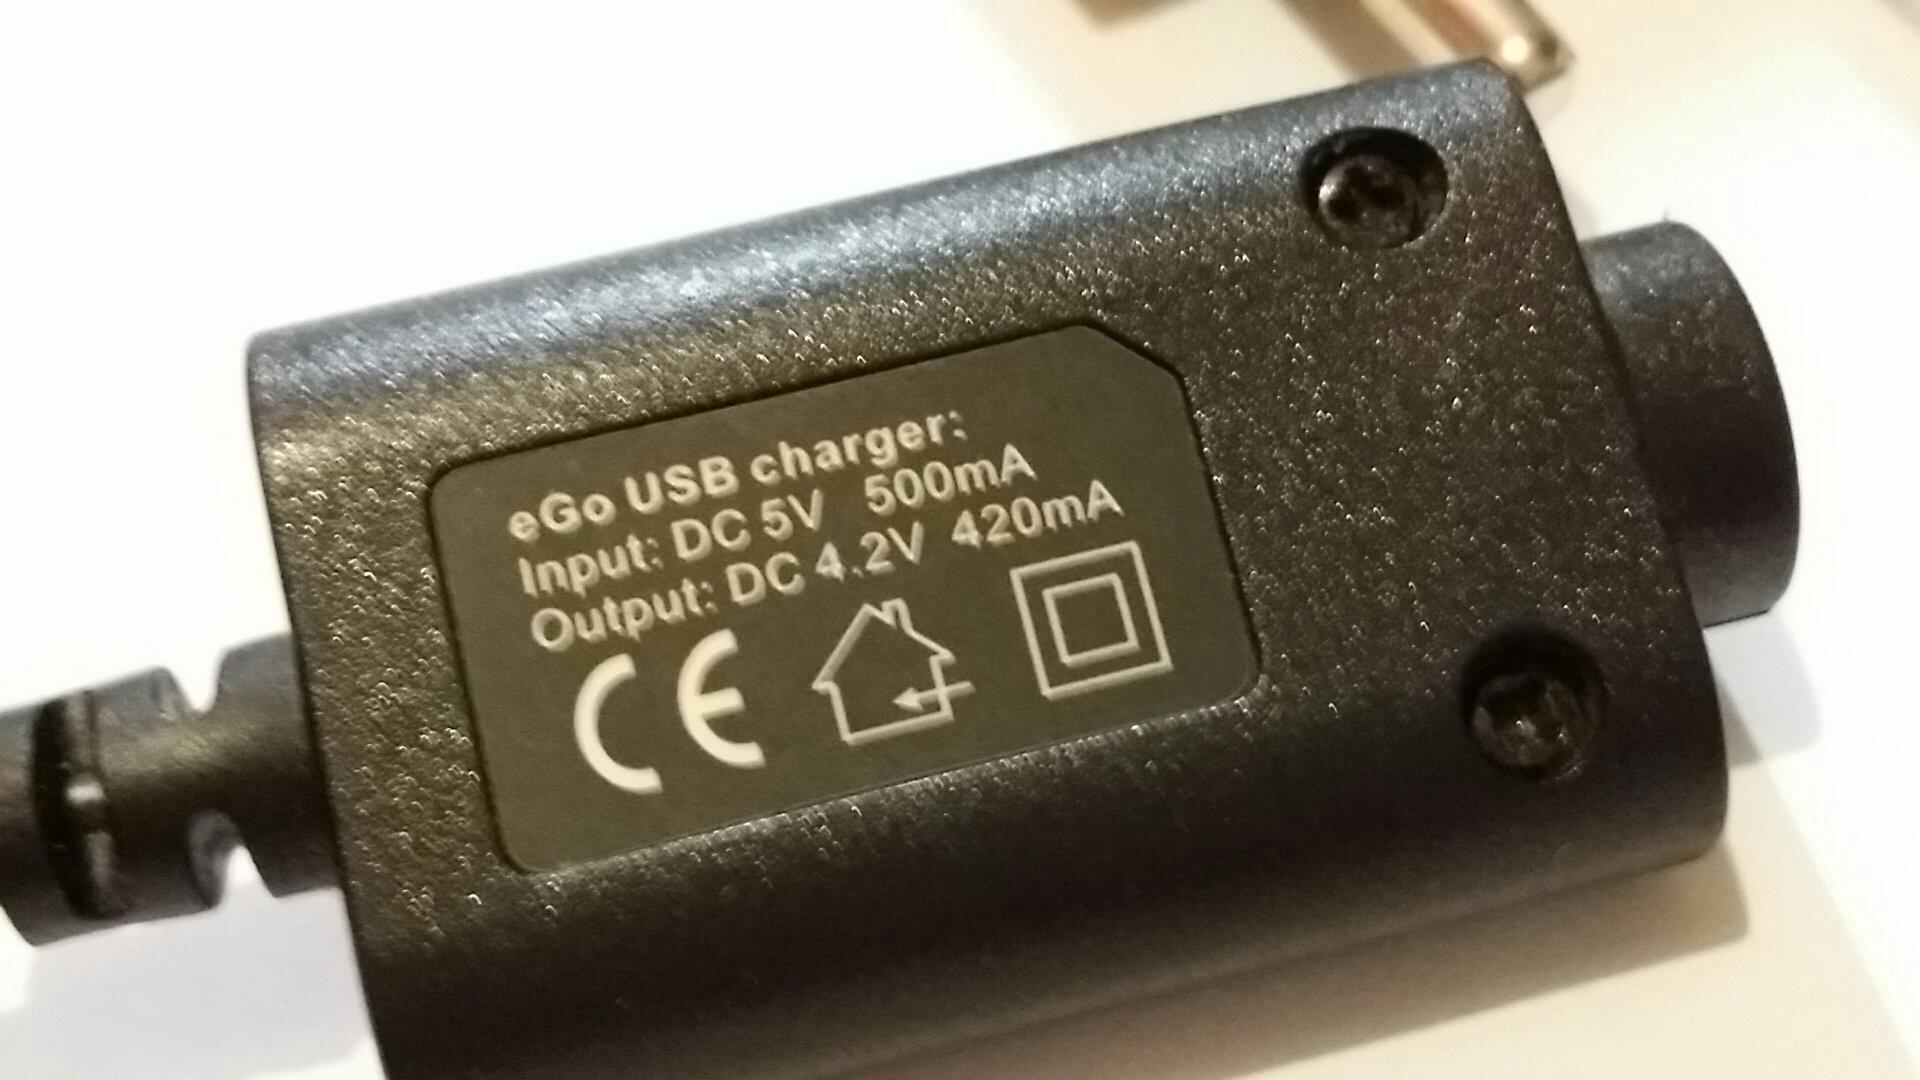 eGo USB charger:
Input: DC 5V 500mA
Output: DC 4.2V 420mA
CE